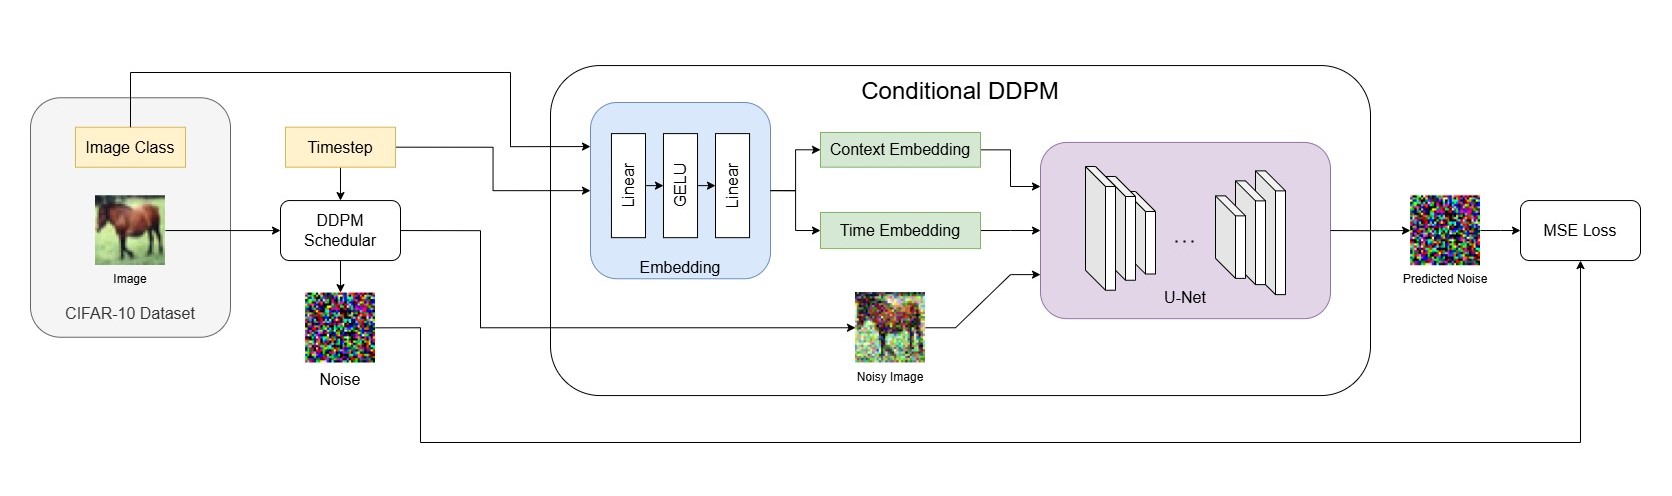 Conditional DDPM
Image Class
Image
CIFAR-10 Dataset
Timestep
DDPM
Schedular
Noise
Linear
GELU
Linear
Embedding
Context Embedding
Time Embedding
Noisy Image
...
U-Net
Predicted Noise
MSE Loss